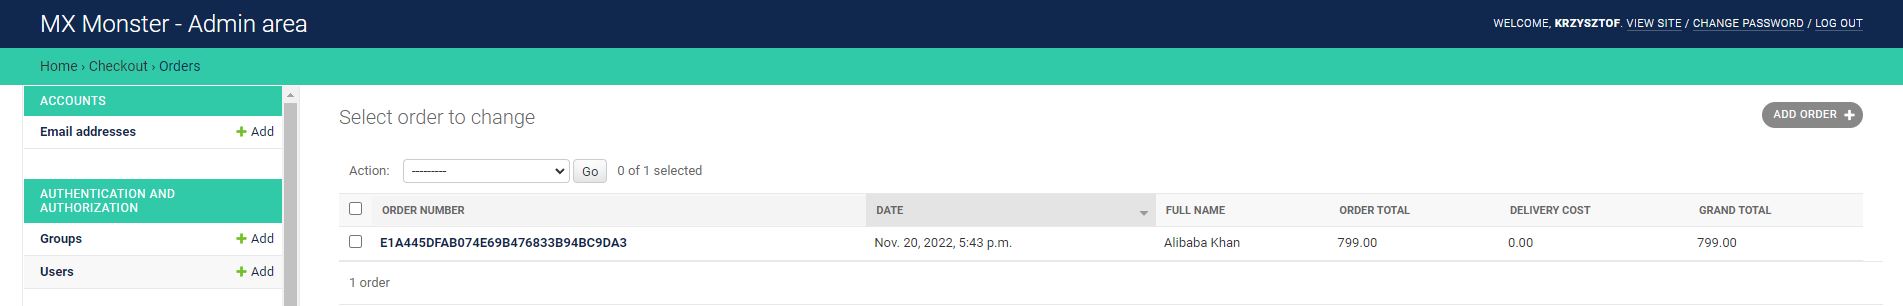 MX Monster - Admin area
WELCOME, KRZYSZTOF. VIEW SITE / CHANGE PASSWORD / LOG OUT
Home › Checkout › Orders
ACCOUNTS
Email addresses + Add
AUTHENTICATION AND
AUTHORIZATION
Groups + Add
Users + Add
Select order to change
ADD ORDER +
Action: --------- Go 0 of 1 selected
ORDER NUMBER DATE FULL NAME ORDER TOTAL DELIVERY COST GRAND TOTAL
E1A445DFAB074E69B476833B94BC9DA3 Nov. 20, 2022, 5:43 p.m. Alibaba Khan 799.00 0.00 799.00
1 order